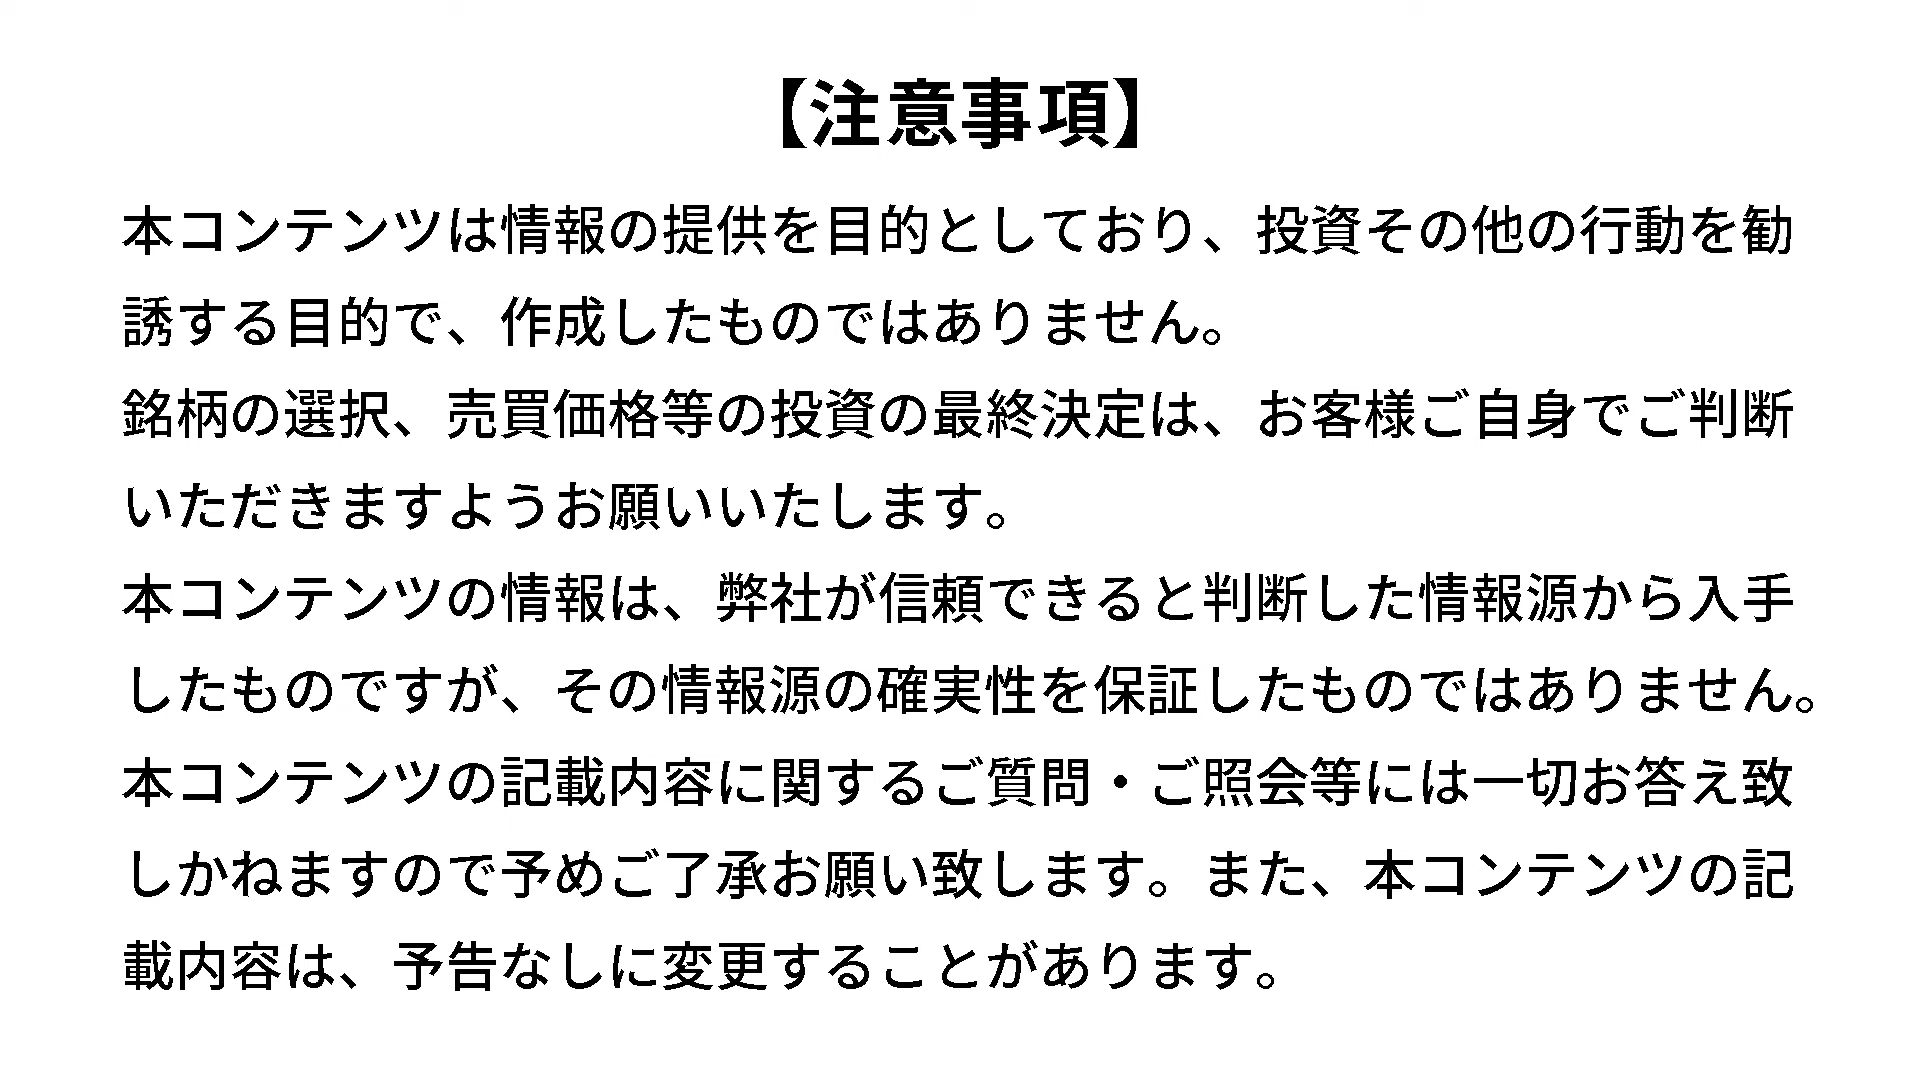 【注意事項】
本コンテンツは情報の提供を目的としており、投資その他の行動を勧
誘する目的で、作成したものではありません。
銘柄の選択、売買価格等の投資の最終決定は、お客様ご自身でご判断
いただきますようお願いいたします。
本コンテンツの情報は、弊社が信頼できると判断した情報源から入手
したものですが、その情報源の確実性を保証したものではありません。
本コンテンツの記載内容に関するご質問・ご照会等には一切お答え致
しかねますので予めご了承お願い致します。また、本コンテンツの記
載内容は、予告なしに変更することがあります。